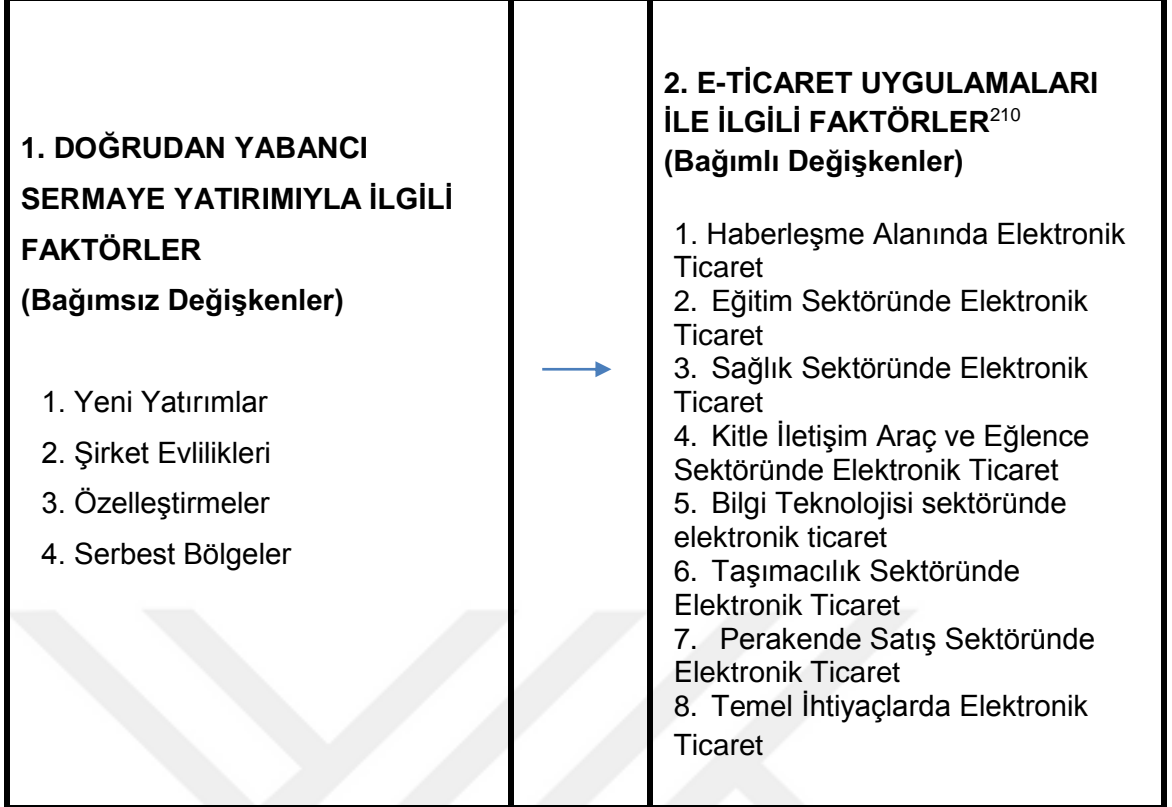 1. DOĞRUDAN YABANCI
SERMAYE YATIRIMIYLA İLGİLİ
FAKTÖRLER
(Bağımsız Değişkenler)
1. Yeni Yatırımlar
2. Şirket Evlilikleri
3. Özelleştirmeler
4. Serbest Bölgeler
2. E-TİCARET UYGULAMALARI
İLE İLGİLİ FAKTÖRLER210
(Bağımlı Değişkenler)
1. Haberleşme Alanında Elektronik
Ticaret
2. Eğitim Sektöründe Elektronik
Ticaret
3. Sağlık Sektöründe Elektronik
Ticaret
4. Kitle İletişim Araç ve Eğlence
Sektöründe Elektronik Ticaret
5. Bilgi Teknolojisi sektöründe
elektronik ticaret
6. Taşımacılık Sektöründe
Elektronik Ticaret
7. Perakende Satış Sektöründe
Elektronik Ticaret
8. Temel İhtiyaçlarda Elektronik
Ticaret